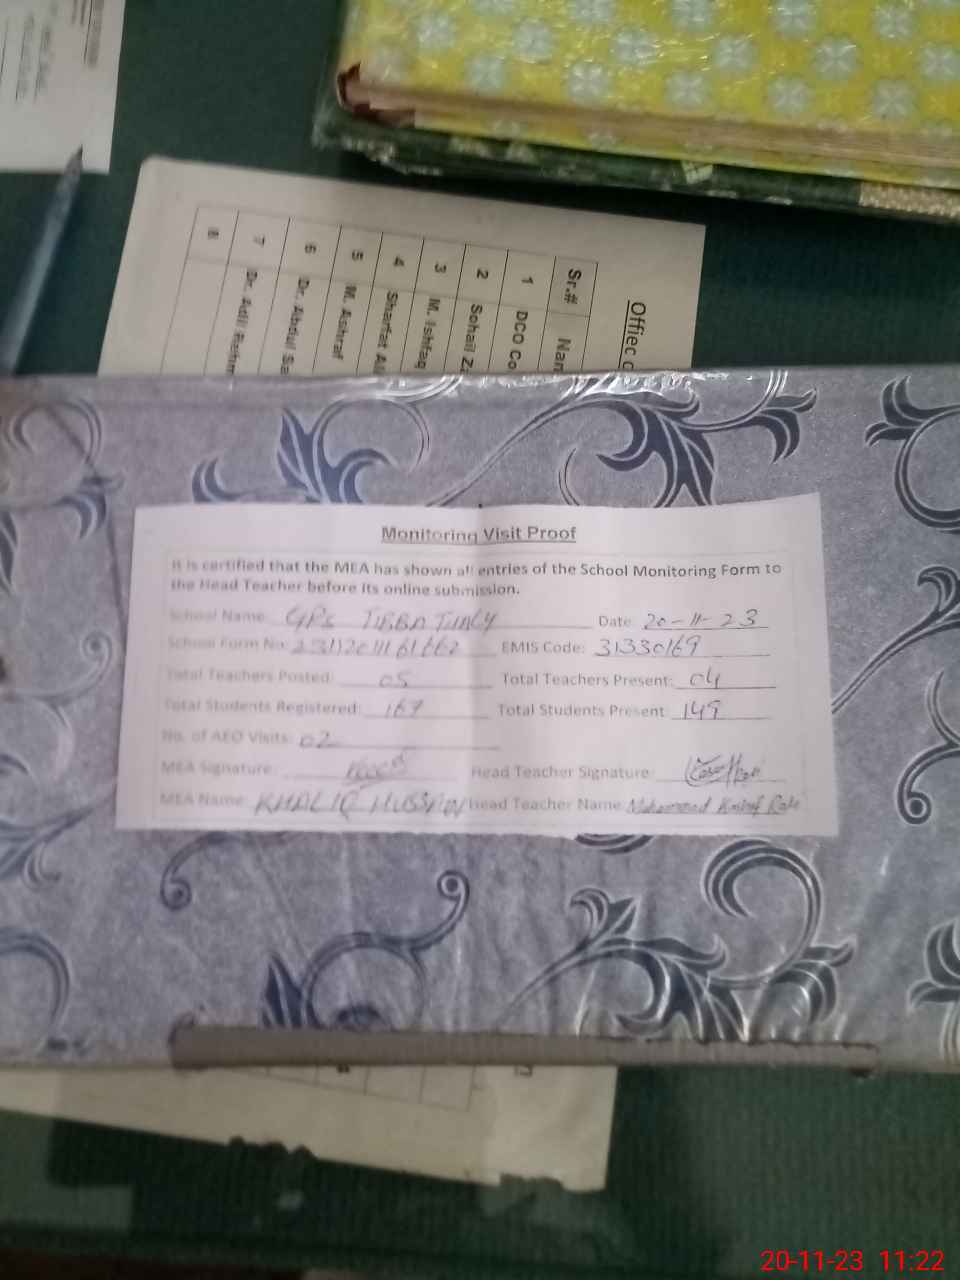 Offiec
Sr.# Nan
1 DCO Co
2 Sohail Z
3 M. Ishfaq
4 Sharfat
5 M. Ashraf
6 Dr. Abdul Sa
7 Dr. Adil
8
Monitoring Visit Proof
It is certified that the MEA has shown all entries of the School Monitoring Form to
the Head Teacher before its online submission.
School Name: GPS Date: 20-11-23
School Form No: EMIS Code: 31330169
Total Teachers Posted: 05 Total Teachers Present: 04
Total Students Registered: 167 Total Students Present: 149
No. of AEO Visits: 02
MEA Signature: Head Teacher Signature:
MEA Name: KHALIQ HUSSAIN Head Teacher Name: Muhammad
20-11-23 11:22